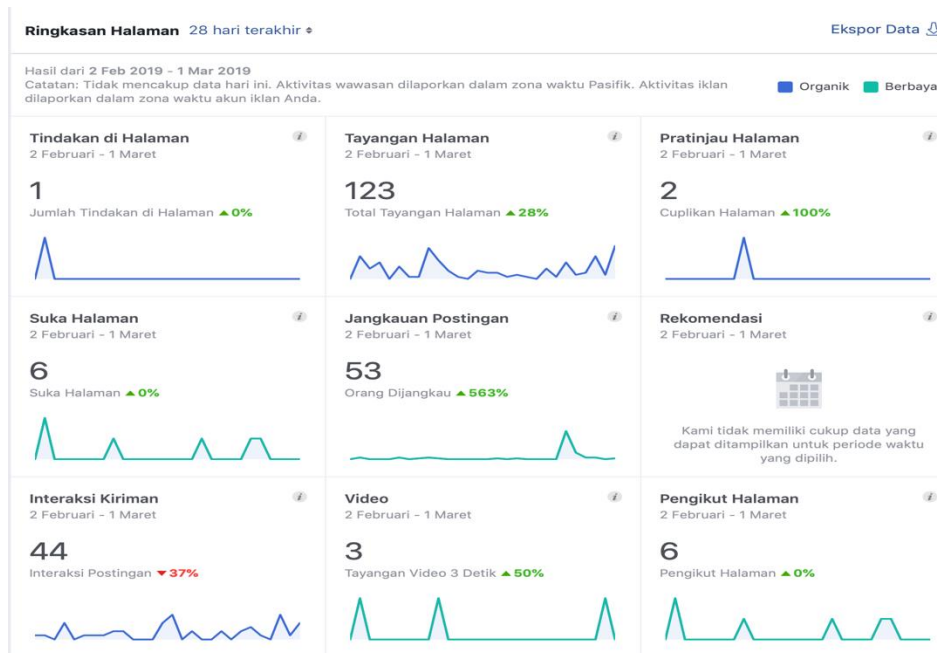 Ringkasan Halaman 28 hari terakhir
Ekspor Data
Hasil dari 2 Feb 2019 - 1 Mar 2019
Catatan: Tidak mencakup data hari ini. Aktivitas wawasan dilaporkan dalam zona waktu Pasifik. Aktivitas iklan
dilaporkan dalam zona waktu akun iklan Anda.
Organik Berbaya
Tindakan di Halaman
2 Februari - 1 Maret
1
Jumlah Tindakan di Halaman ▲0%
Tayangan Halaman
2 Februari - 1 Maret
123
Total Tayangan Halaman ▲28%
Pratinjau Halaman
2 Februari - 1 Maret
2
Cuplikan Halaman ▲100%
Suka Halaman
2 Februari - 1 Maret
6
Suka Halaman ▲0%
Jangkauan Postingan
2 Februari - 1 Maret
53
Orang Dijangkau ▲563%
Rekomendasi
2 Februari - 1 Maret
Kami tidak memiliki cukup data yang
dapat ditampilkan untuk periode waktu
yang dipilih.
Interaksi Kiriman
2 Februari - 1 Maret
44
Interaksi Postingan ▼37%
Video
2 Februari - 1 Maret
3
Tayangan Video 3 Detik ▲50%
Pengikut Halaman
2 Februari - 1 Maret
6
Pengikut Halaman ▲0%